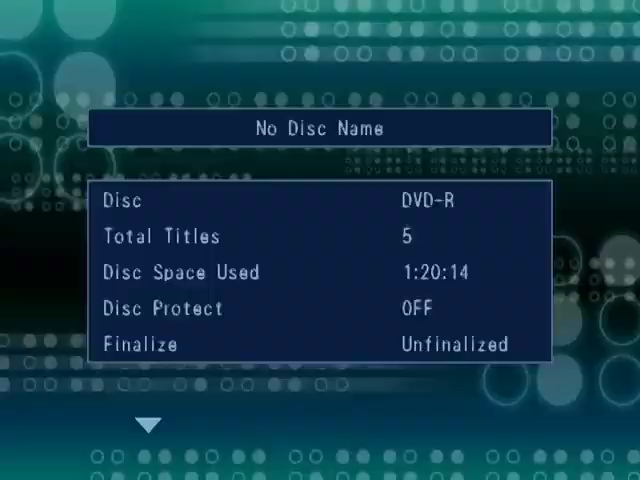 No Disc Name
Disc DVD-R
Total Titles 5
Disc Space Used 1:20:14
Disc Protect OFF
Finalize Unfinalized